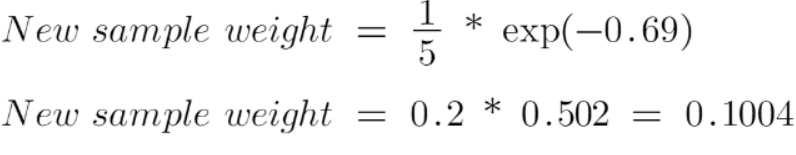 New sample weight = 1/5 * exp(−0.69)
New sample weight = 0.2 * 0.502 = 0.1004